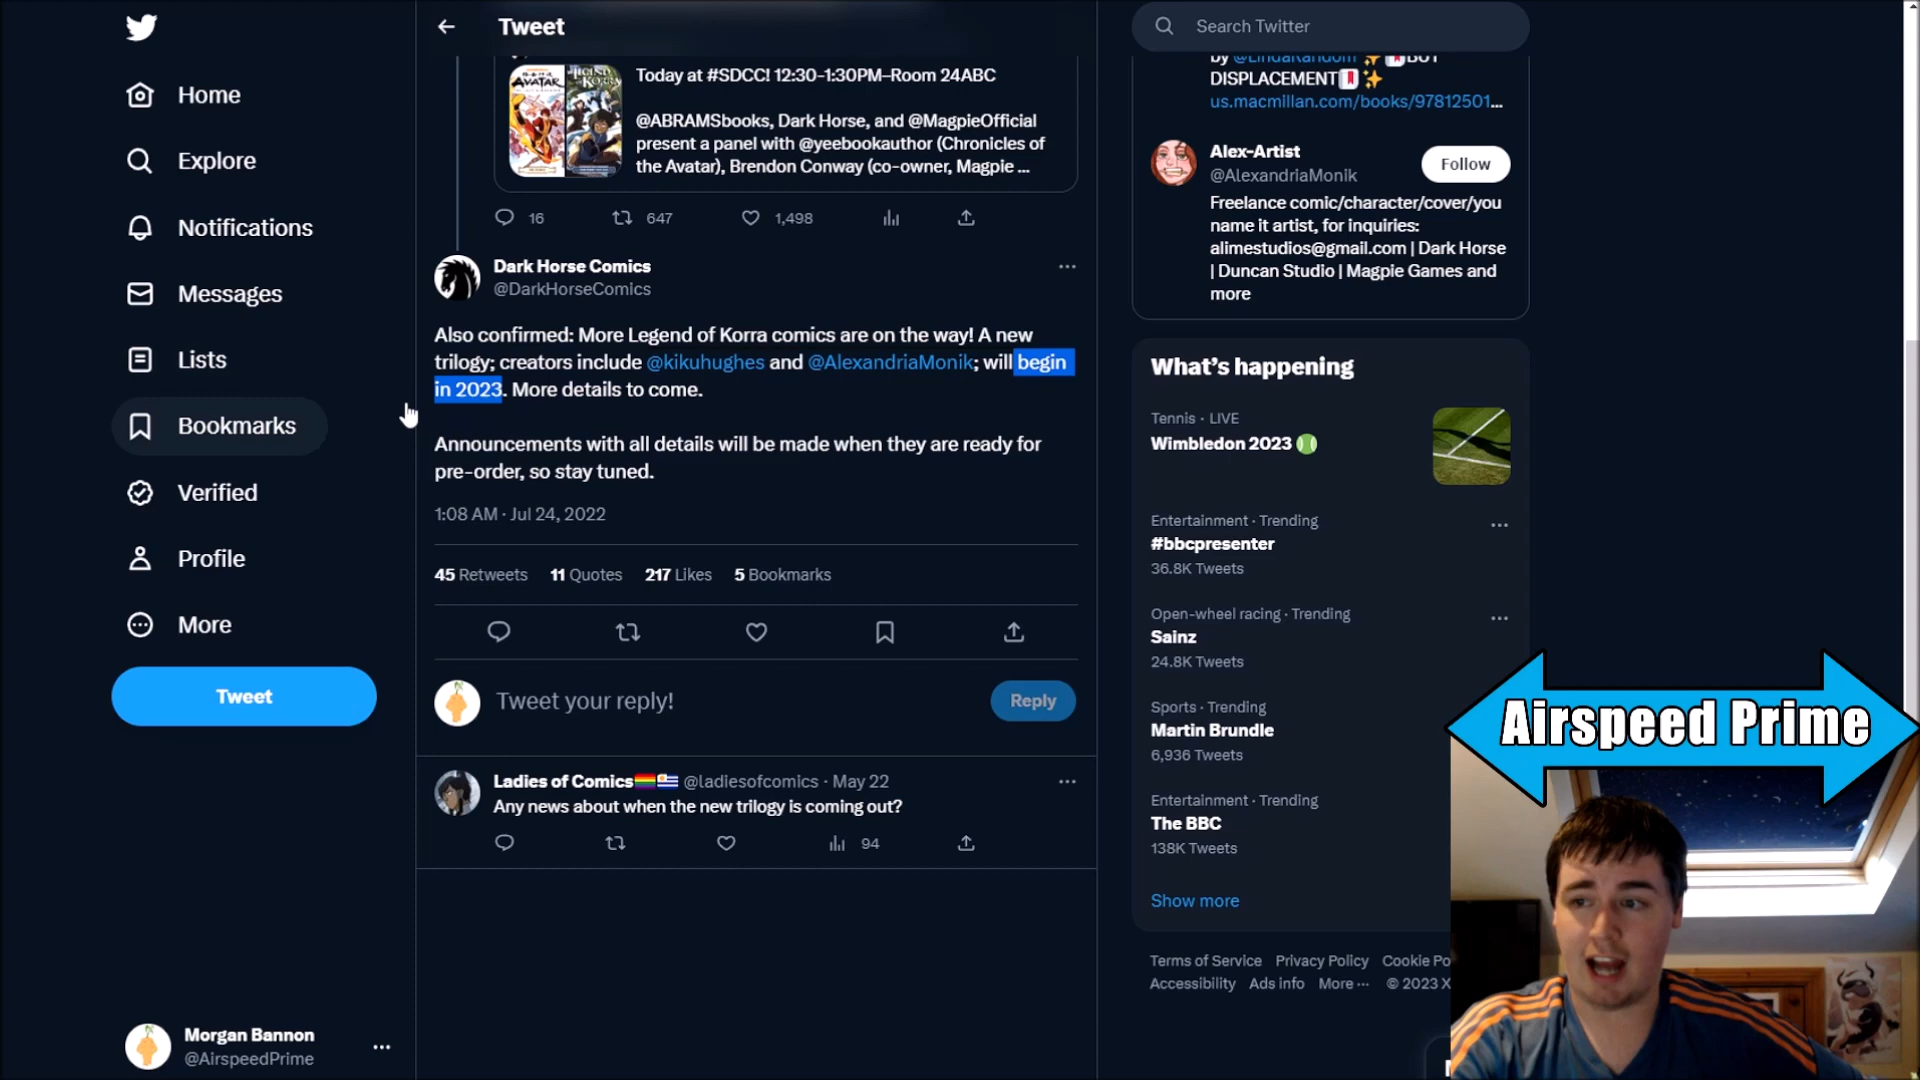 Home
Explore
Notifications
Messages
Lists
Bookmarks
Verified
Profile
More
Tweet
Morgan Bannon
@AirspeedPrime
Tweet
AVATAR
Today at #SDCC! 12:30-1:30PM–Room 24ABC
@ABRAMSbooks, Dark Horse, and @MagpieOfficial
present a panel with @yeebookauthor (Chronicles of
the Avatar), Brendon Conway (co-owner, Magpie ...
16 647 1,498
Dark Horse Comics
@DarkHorseComics
Also confirmed: More Legend of Korra comics are on the way! A new
trilogy; creators include @kikuhughes and @AlexandriaMonik; will begin
in 2023. More details to come.
Announcements with all details will be made when they are ready for
pre-order, so stay tuned.
1:08 AM · Jul 24, 2022
45 Retweets 11 Quotes 217 Likes 5 Bookmarks
Tweet your reply!
Reply
Ladies of Comics @ladiesofcomics · May 22
Any news about when the new trilogy is coming out?
94
Search Twitter
by @LindaRandom BOT
DISPLACEMENT
us.macmillan.com/books/97812501...
Alex-Artist
@AlexandriaMonik
Follow
Freelance comic/character/cover/you
name it artist, for inquiries:
alimestudios@gmail.com | Dark Horse
| Duncan Studio | Magpie Games and
more
What's happening
Tennis · LIVE
Wimbledon 2023
Entertainment · Trending
#bbcpresenter
36.8K Tweets
Open-wheel racing · Trending
Sainz
24.8K Tweets
Sports · Trending
Martin Brundle
6,936 Tweets
Entertainment · Trending
The BBC
138K Tweets
Show more
Terms of Service Privacy Policy Cookie Po
Accessibility Ads info More ··· © 2023 X
Airspeed Prime